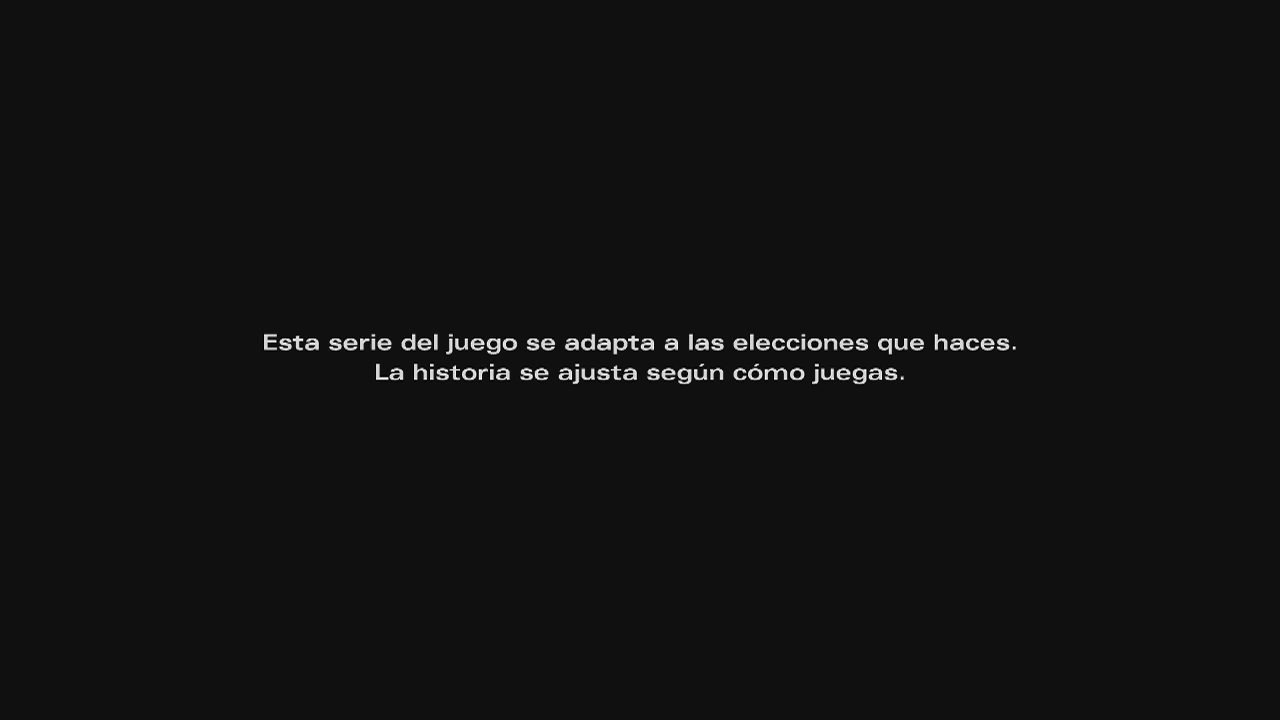 Esta serie del juego se adapta a las elecciones que haces.
La historia se ajusta según cómo juegas.